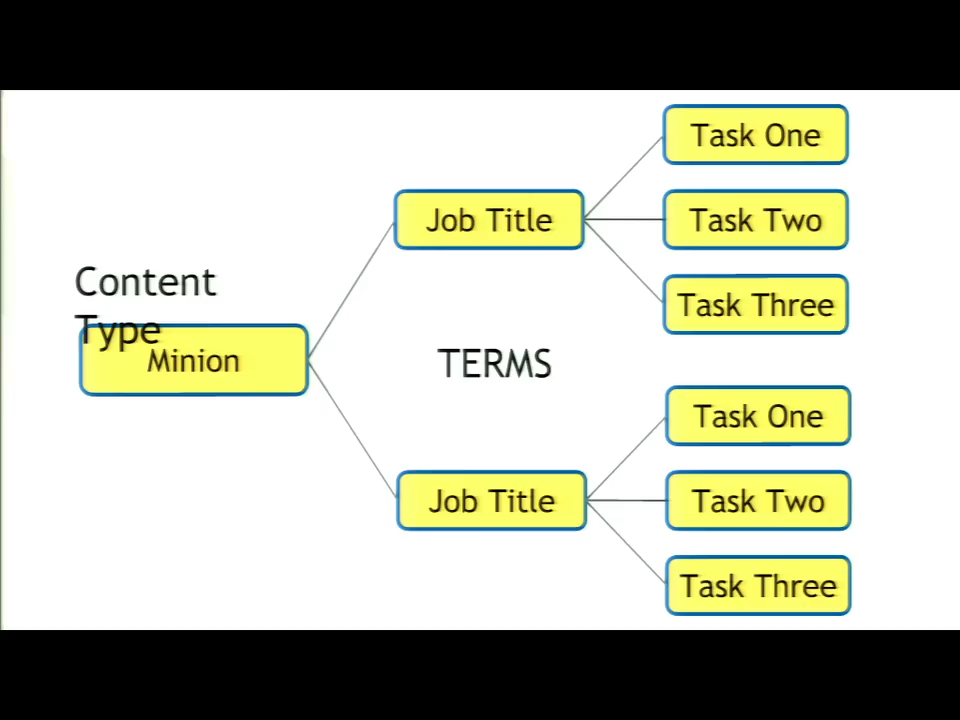 Content
Type
Minion
Job Title
Task One
Task Two
Task Three
TERMS
Job Title
Task One
Task Two
Task Three